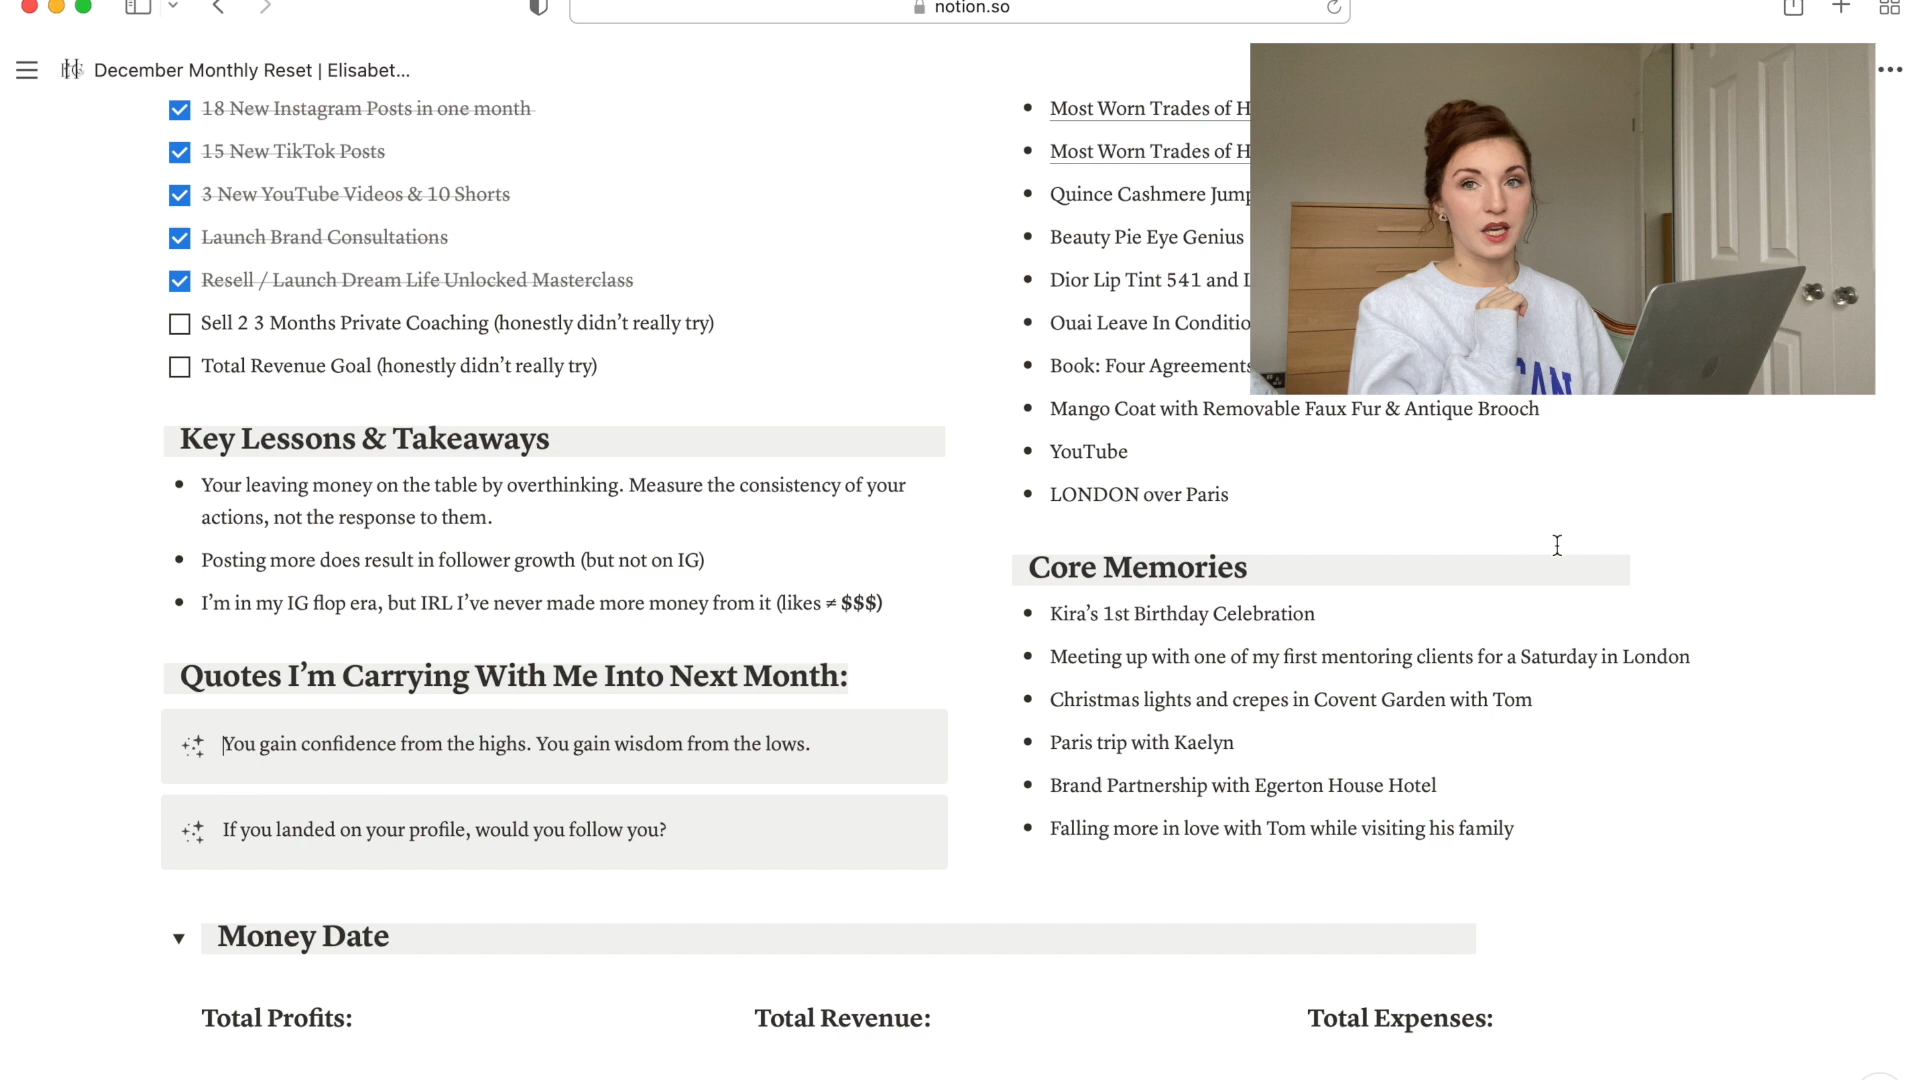 notion.so
December Monthly Reset | Elisabet...
18 New Instagram Posts in one month
15 New TikTok Posts
3 New YouTube Videos & 10 Shorts
Launch Brand Consultations
Resell / Launch Dream Life Unlocked Masterclass
Sell 2 3 Months Private Coaching (honestly didn't really try)
Total Revenue Goal (honestly didn't really try)
Key Lessons & Takeaways
Your leaving money on the table by overthinking. Measure the consistency of your
actions, not the response to them.
Posting more does result in follower growth (but not on IG)
I'm in my IG flop era, but IRL I've never made more money from it (likes ≠ $$$)
Quotes I'm Carrying With Me Into Next Month:
You gain confidence from the highs. You gain wisdom from the lows.
If you landed on your profile, would you follow you?
Most Worn Trades of H
Most Worn Trades of H
Quince Cashmere Jump
Beauty Pie Eye Genius
Dior Lip Tint 541 and
Ouai Leave In Conditio
Book: Four Agreements
Mango Coat with Removable Faux Fur & Antique Brooch
YouTube
LONDON over Paris
Core Memories
Kira's 1st Birthday Celebration
Meeting up with one of my first mentoring clients for a Saturday in London
Christmas lights and crepes in Covent Garden with Tom
Paris trip with Kaelyn
Brand Partnership with Egerton House Hotel
Falling more in love with Tom while visiting his family
Money Date
Total Profits:
Total Revenue:
Total Expenses: